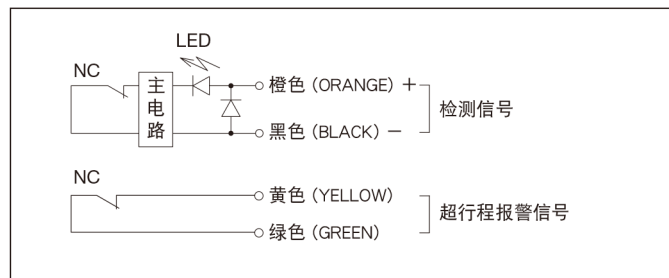 LED
NC
主电路
橙色 (ORANGE) +
黑色 (BLACK) −
检测信号
NC
黄色 (YELLOW)
绿色 (GREEN)
超行程报警信号